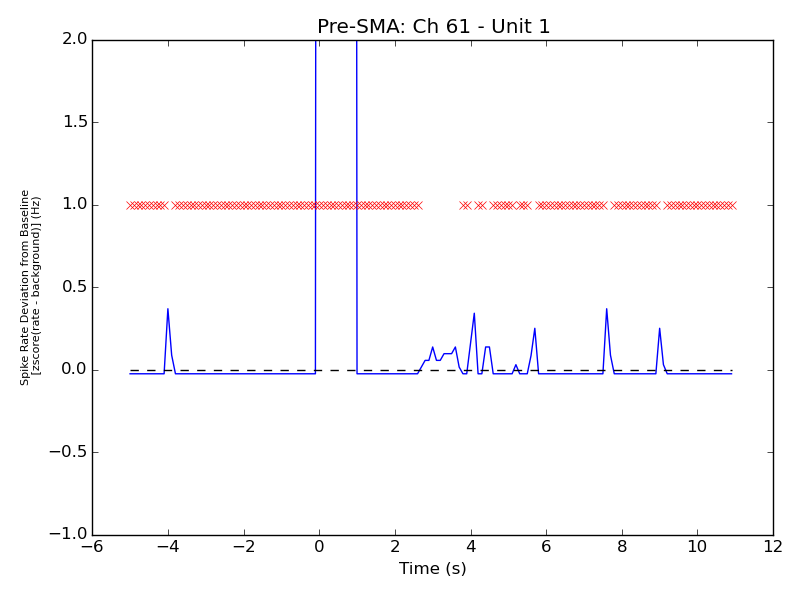 Pre-SMA: Ch 61 - Unit 1
2.0
1.5
1.0
0.5
0.0
−0.5
−1.0
Spike Rate Deviation from Baseline
[zscore(rate - background)] (Hz)
−6 −4 −2 0 2 4 6 8 10 12
Time (s)